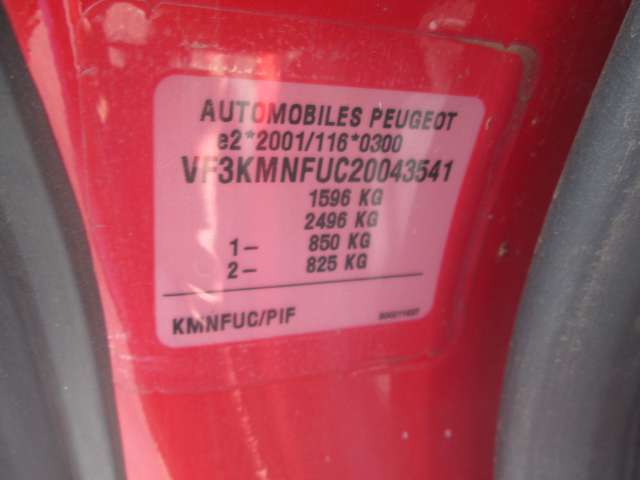 AUTOMOBILES PEUGEOT
e2*2001/116*0300
VF3KMNFUC20043541
1596 KG
2496 KG
1- 850 KG
2- 825 KG
KMNFUC/PIF